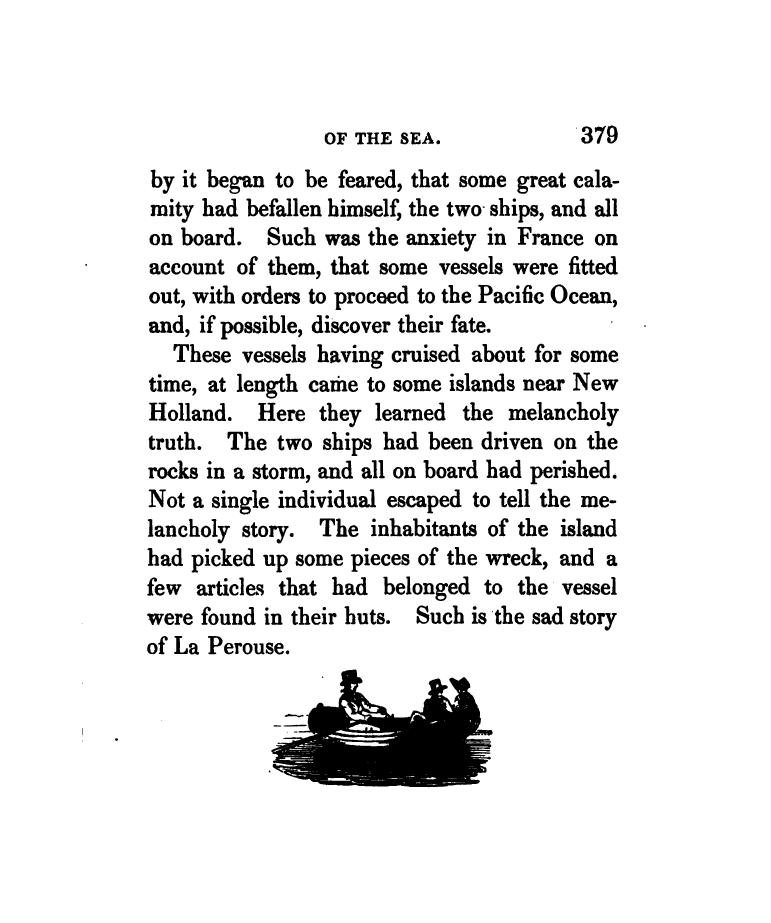 OF THE SEA. 379
by it began to be feared, that some great cala-
mity had befallen himself, the two ships, and all
on board. Such was the anxiety in France on
account of them, that some vessels were fitted
out, with orders to proceed to the Pacific Ocean,
and, if possible, discover their fate.
These vessels having cruised about for some
time, at length came to some islands near New
Holland. Here they learned the melancholy
truth. The two ships had been driven on the
rocks in a storm, and all on board had perished.
Not a single individual escaped to tell the me-
lancholy story. The inhabitants of the island
had picked up some pieces of the wreck, and a
few articles that had belonged to the vessel
were found in their huts. Such is the sad story
of La Perouse.